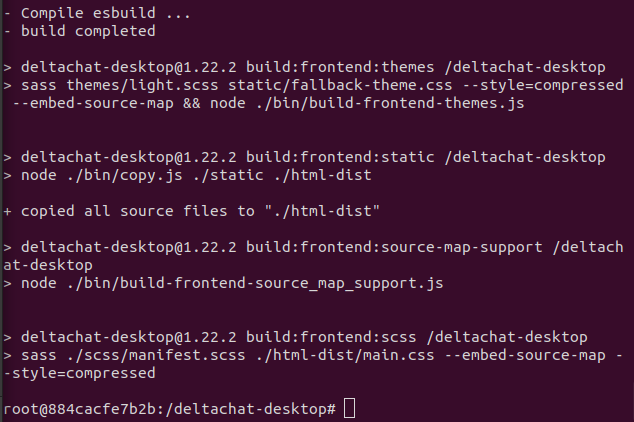 - Compile esbuild ...
- build completed
> deltachat-desktop@1.22.2 build:frontend:themes /deltachat-desktop
> sass themes/light.scss static/fallback-theme.css --style=compressed
 --embed-source-map && node ./bin/build-frontend-themes.js
> deltachat-desktop@1.22.2 build:frontend:static /deltachat-desktop
> node ./bin/copy.js ./static ./html-dist
+ copied all source files to "./html-dist"
> deltachat-desktop@1.22.2 build:frontend:source-map-support /deltach
at-desktop
> node ./bin/build-frontend-source_map_support.js
> deltachat-desktop@1.22.2 build:frontend:scss /deltachat-desktop
> sass ./scss/manifest.scss ./html-dist/main.css --embed-source-map -
-style=compressed
root@884cacfe7b2b:/deltachat-desktop#